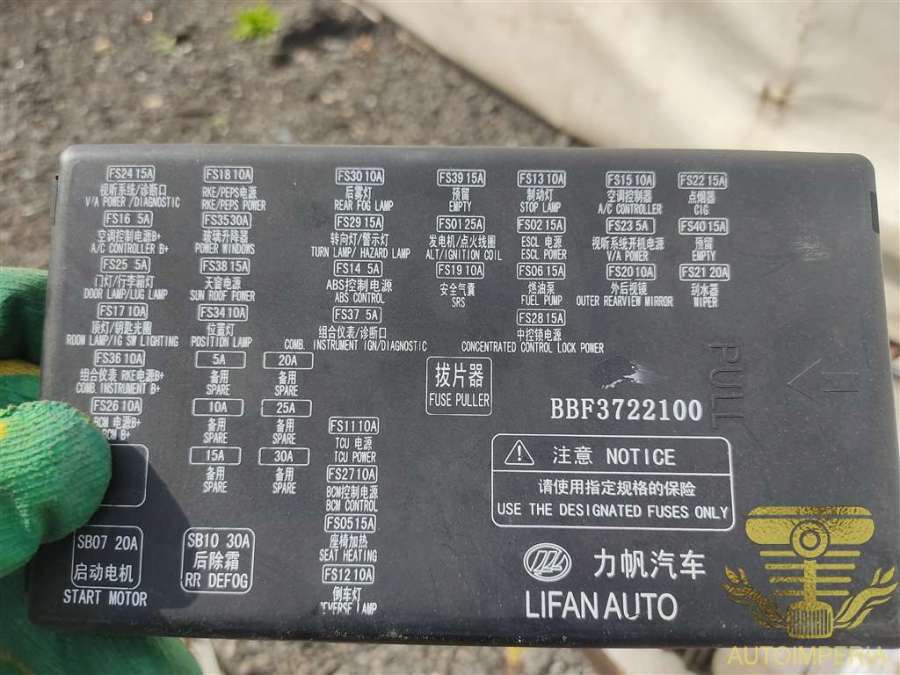 FS24 15A
视听系统/诊断口
V/A POWER /DIAGNOSTIC
FS18 10A
RKE/PEPS电源
RKE/PEPS POWER
FS30 10A
后雾灯
REAR FOG LAMP
FS39 15A
预留
EMPTY
FS13 10A
制动灯
STOP LAMP
FS15 10A
空调控制器
A/C CONTROLLER
FS22 15A
点烟器
CIG
FS16 5A
空调控制电源B+
A/C CONTROLLER B+
FS35 30A
玻璃升降器
POWER WINDOWS
FS29 15A
转向灯/警示灯
TURN LAMP/ HAZARD LAMP
FS01 25A
发电机/点火线圈
ALT/IGNITION COIL
FS02 15A
ESCL 电源
ESCL POWER
FS23 5A
视听系统开机电源
V/A POWER
FS40 15A
预留
EMPTY
FS25 5A
门灯/行李箱灯
DOOR LAMP/LUG LAMP
FS38 15A
天窗电源
SUN ROOF POWER
FS14 5A
ABS控制电源
ABS CONTROL
FS19 10A
安全气囊
SRS
FS06 15A
燃油泵
FUEL PUMP
FS20 10A
外后视镜
OUTER REARVIEW MIRROR
FS21 20A
刮水器
WIPER
FS17 10A
顶灯/钥匙光圈
ROOM LAMP/IG SW LIGHTING
FS34 10A
位置灯
POSITION LAMP
FS37 5A
组合仪表/诊断口
COMB. INSTRUMENT IGN/DIAGNOSTIC
FS28 15A
中控锁电源
CONCENTRATED CONTROL LOCK POWER
FS36 10A
组合仪表 RKE电源B+
COMB. INSTRUMENT B+
5A
备用
SPARE
20A
备用
SPARE
拔片器
FUSE PULLER
PULL
BBF3722100
FS26 10A
BCM 电源B+
BCM B+
10A
备用
SPARE
25A
备用
SPARE
FS11 10A
TCU 电源
TCU POWER
15A
备用
SPARE
30A
备用
SPARE
FS27 10A
BCM控制电源
BCM CONTROL
注意 NOTICE
请使用指定规格的保险
USE THE DESIGNATED FUSES ONLY
FS05 15A
座椅加热
SEAT HEATING
SB07 20A
启动电机
START MOTOR
SB10 30A
后除霜
RR DEFOG
FS12 10A
倒车灯
REVERSE LAMP
力帆汽车
LIFAN AUTO
AUTOIMPERIA